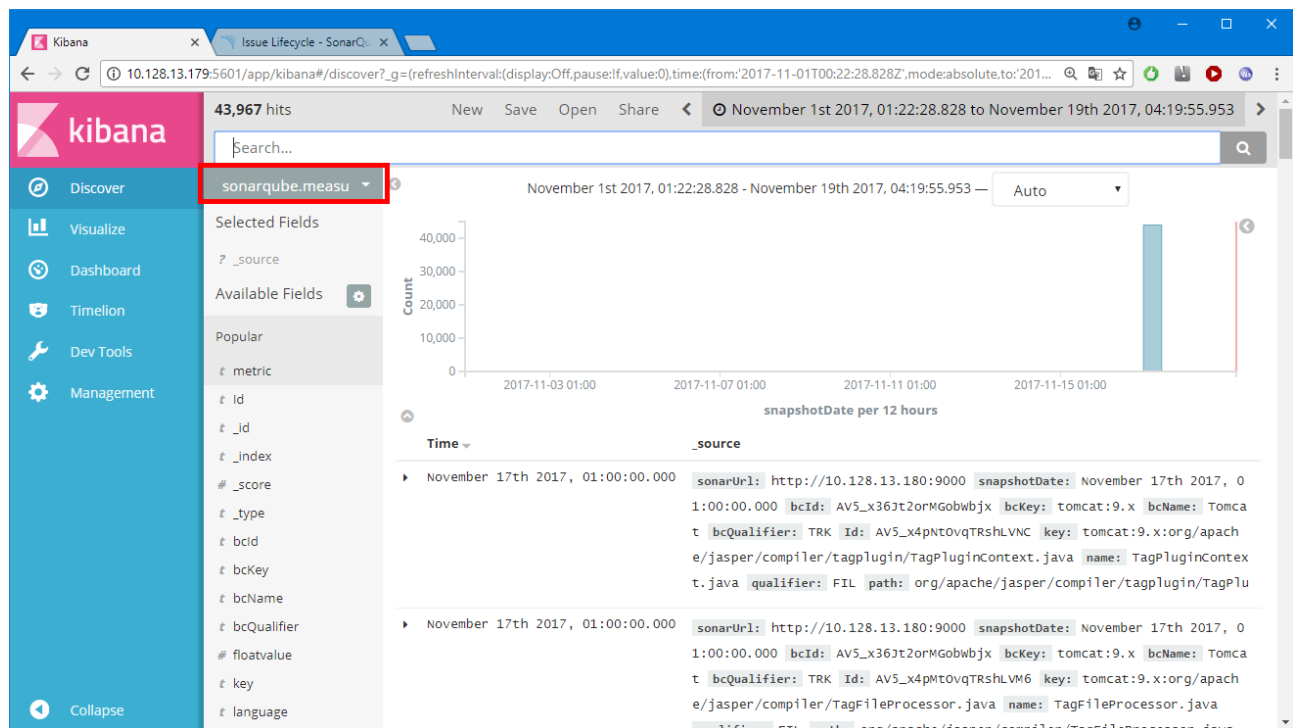 Kibana
Issue Lifecycle - SonarQu
10.128.13.179:5601/app/kibana#/discover?_g=(refreshInterval:(display:Off,pause:!f,value:0),time:(from:'2017-11-01T00:22:28.828Z',mode:absolute,to:'201...
kibana
Discover
Visualize
Dashboard
Timelion
Dev Tools
Management
Collapse
43,967 hits
New Save Open Share
November 1st 2017, 01:22:28.828 to November 19th 2017, 04:19:55.953
Search...
sonarqube.measu
Selected Fields
? _source
Available Fields
Popular
t metric
t Id
t _id
t _index
# _score
t _type
t bcId
t bcKey
t bcName
t bcQualifier
# floatvalue
t key
t language
November 1st 2017, 01:22:28.828 - November 19th 2017, 04:19:55.953 — Auto
Count
40,000
30,000
20,000
10,000
0
2017-11-03 01:00 2017-11-07 01:00 2017-11-11 01:00 2017-11-15 01:00
snapshotDate per 12 hours
Time _source
November 17th 2017, 01:00:00.000
sonarUrl: http://10.128.13.180:9000 snapshotDate: November 17th 2017, 0
1:00:00.000 bcId: AV5_x36Jt2orMGobWbjx bcKey: tomcat:9.x bcName: Tomca
t bcQualifier: TRK Id: AV5_x4pNtOvqTRshLVNC key: tomcat:9.x:org/apach
e/jasper/compiler/tagplugin/TagPluginContext.java name: TagPluginContex
t.java qualifier: FIL path: org/apache/jasper/compiler/tagplugin/TagPlu
November 17th 2017, 01:00:00.000
sonarUrl: http://10.128.13.180:9000 snapshotDate: November 17th 2017, 0
1:00:00.000 bcId: AV5_x36Jt2orMGobWbjx bcKey: tomcat:9.x bcName: Tomca
t bcQualifier: TRK Id: AV5_x4pMtOvqTRshLVM6 key: tomcat:9.x:org/apach
e/jasper/compiler/TagFileProcessor.java name: TagFileProcessor.java